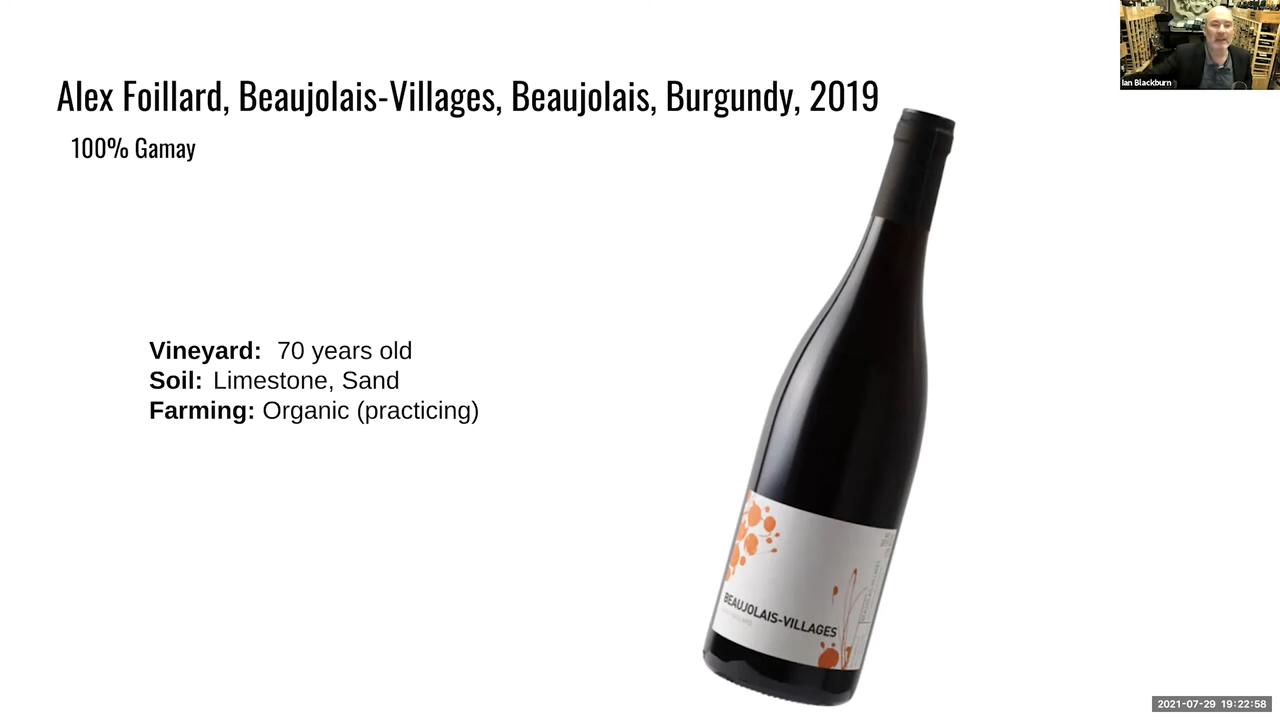 Alex Foillard, Beaujolais-Villages, Beaujolais, Burgundy, 2019
100% Gamay
Vineyard: 70 years old
Soil: Limestone, Sand
Farming: Organic (practicing)
BEAUJOLAIS-VILLAGES
Ian Blackburn
2021-07-29 19:22:58